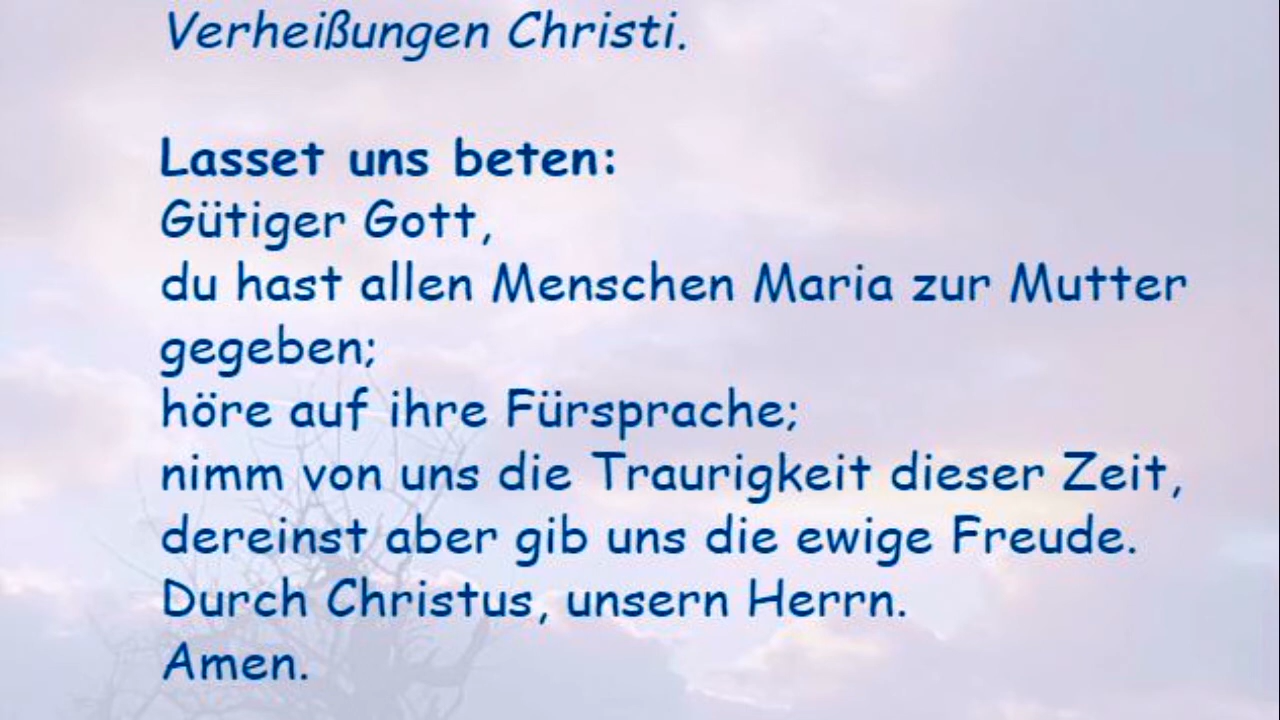 Verheißungen Christi.
Lasset uns beten:
Gütiger Gott,
du hast allen Menschen Maria zur Mutter
gegeben;
höre auf ihre Fürsprache;
nimm von uns die Traurigkeit dieser Zeit,
dereinst aber gib uns die ewige Freude.
Durch Christus, unsern Herrn.
Amen.